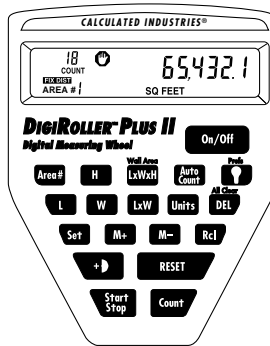 CALCULATED INDUSTRIES®
18 65,432.1
COUNT
FIX DIST
AREA #1 SQ FEET
DIGIROLLER™ PLUS II
Digital Measuring Wheel
On/Off
Wall Area Prefs
Area# H LxWxH Auto Count
All Clear
L W LxW Units DEL
Set M+ M− Rcl
+ RESET
Start Stop Count